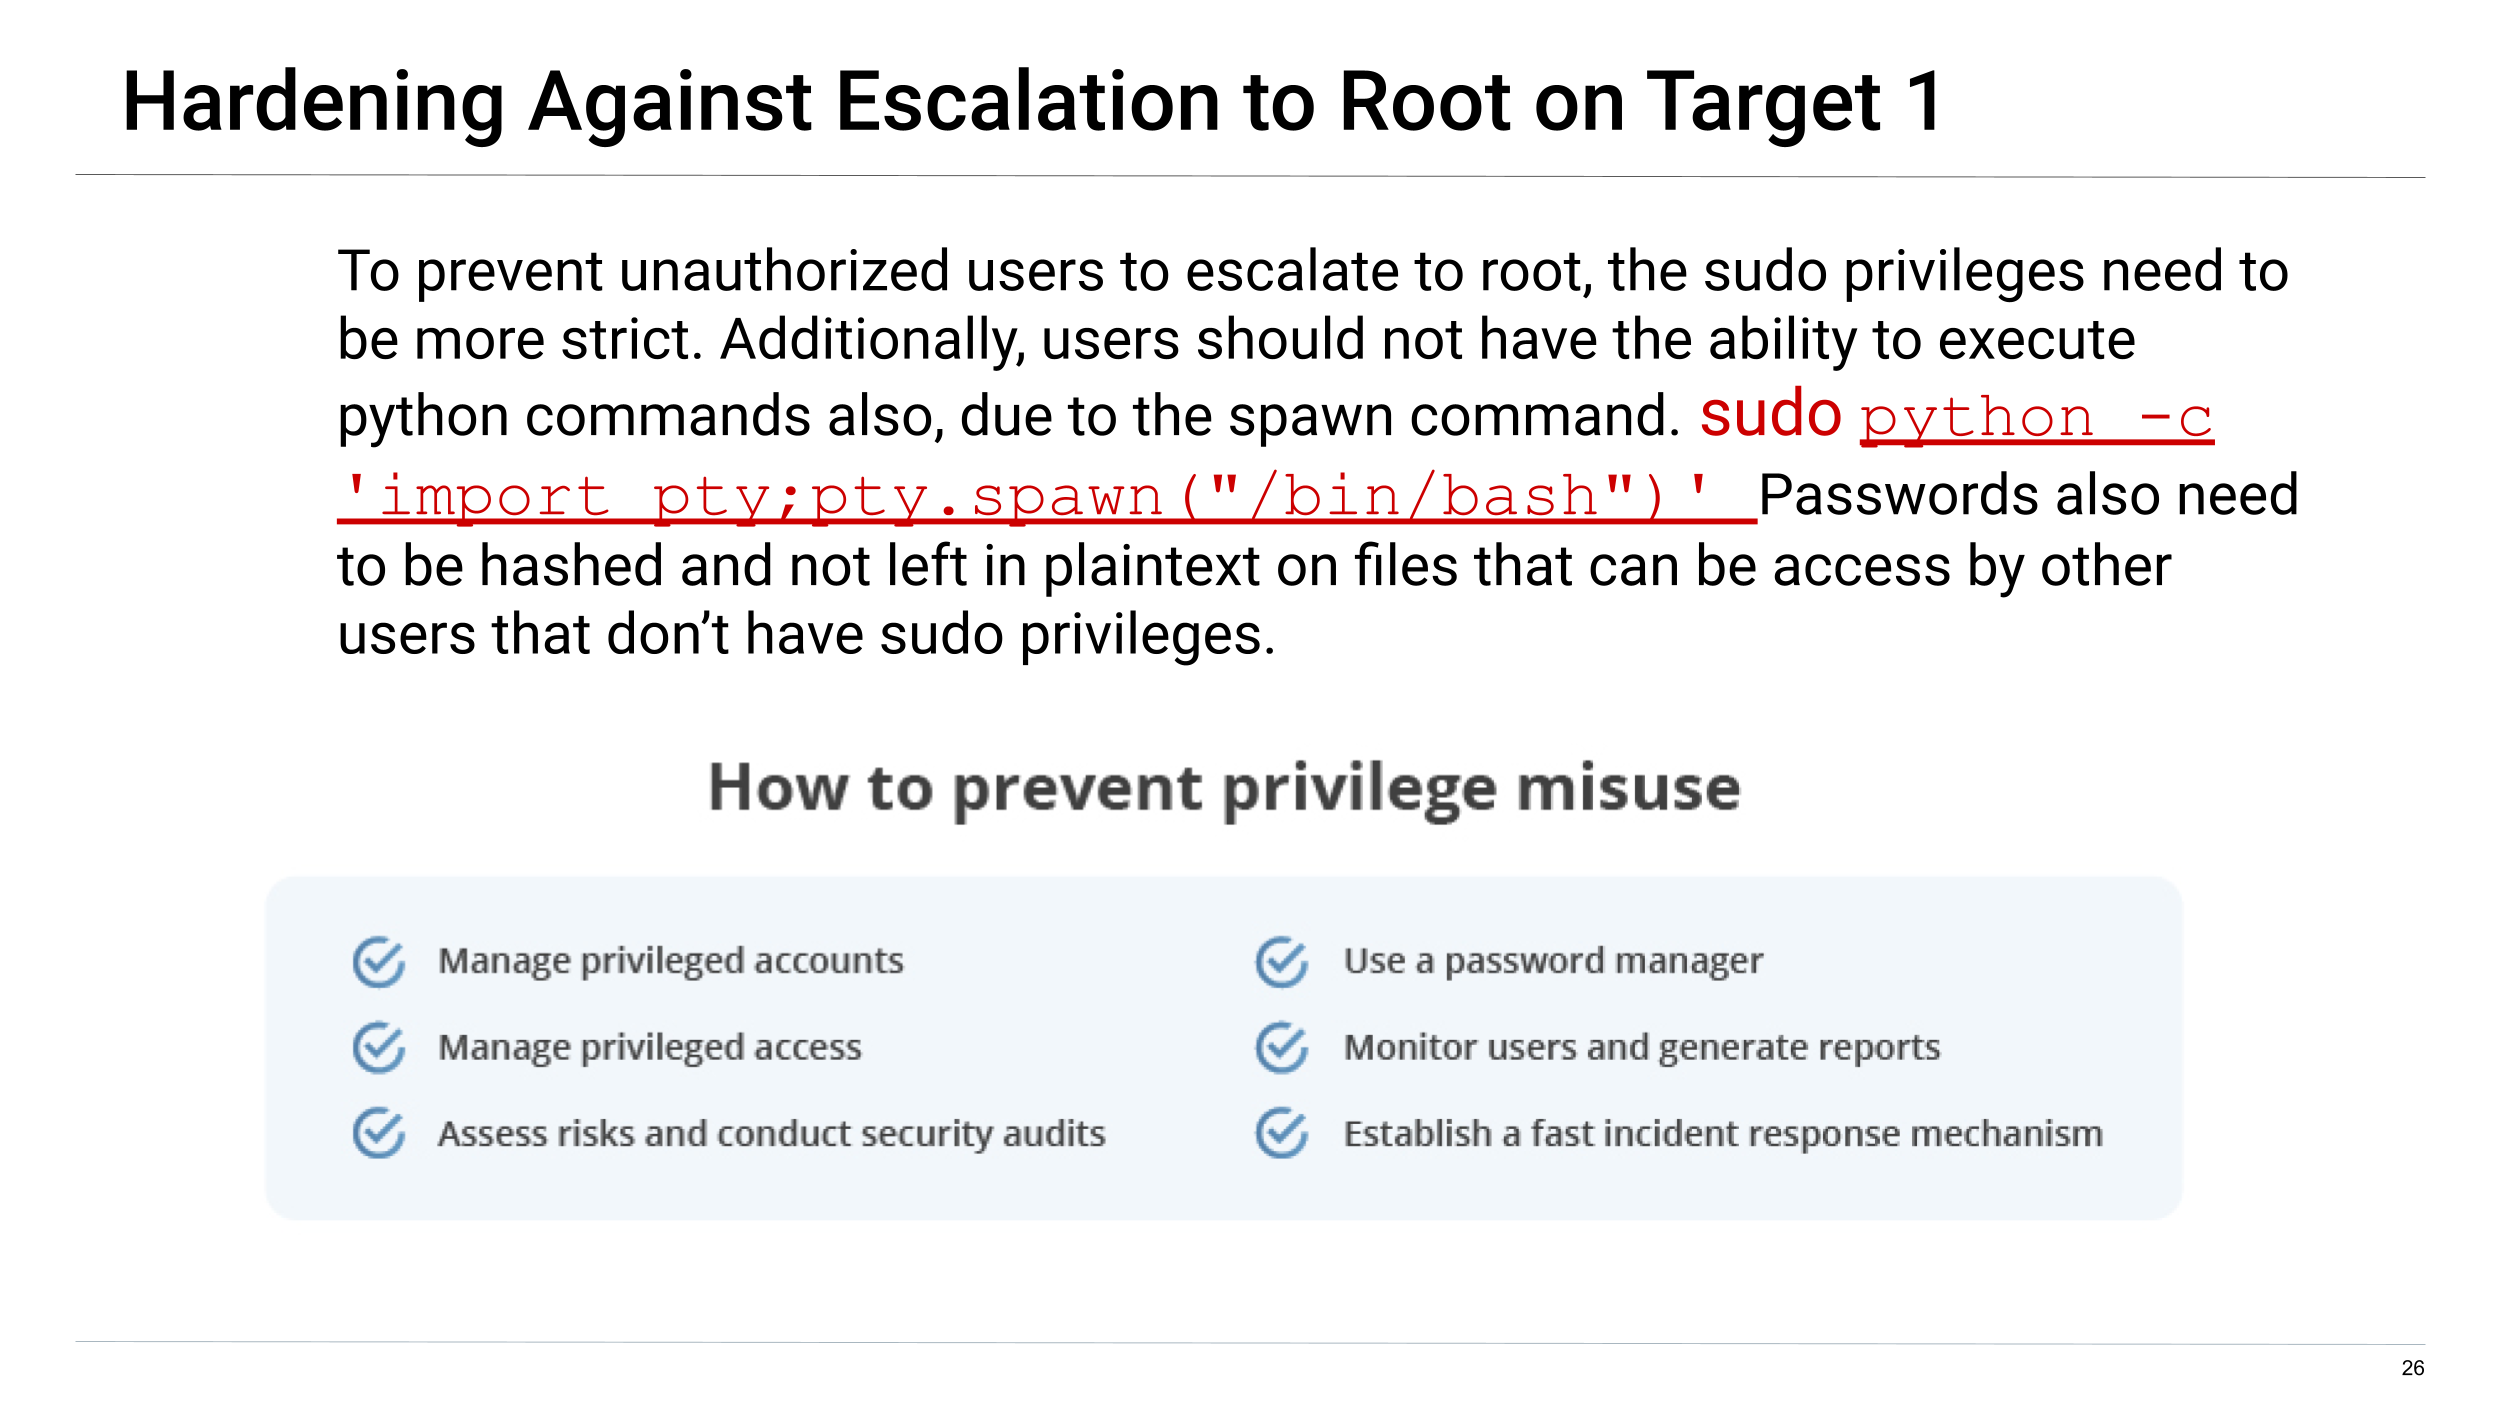 Hardening Against Escalation to Root on Target 1
To prevent unauthorized users to escalate to root, the sudo privileges need to
be more strict. Additionally, users should not have the ability to execute
python commands also, due to the spawn command. sudo python -c
'import pty;pty.spawn("/bin/bash")' Passwords also need
to be hashed and not left in plaintext on files that can be access by other
users that don’t have sudo privileges.
How to prevent privilege misuse
Manage privileged accounts
Manage privileged access
Assess risks and conduct security audits
Use a password manager
Monitor users and generate reports
Establish a fast incident response mechanism
26